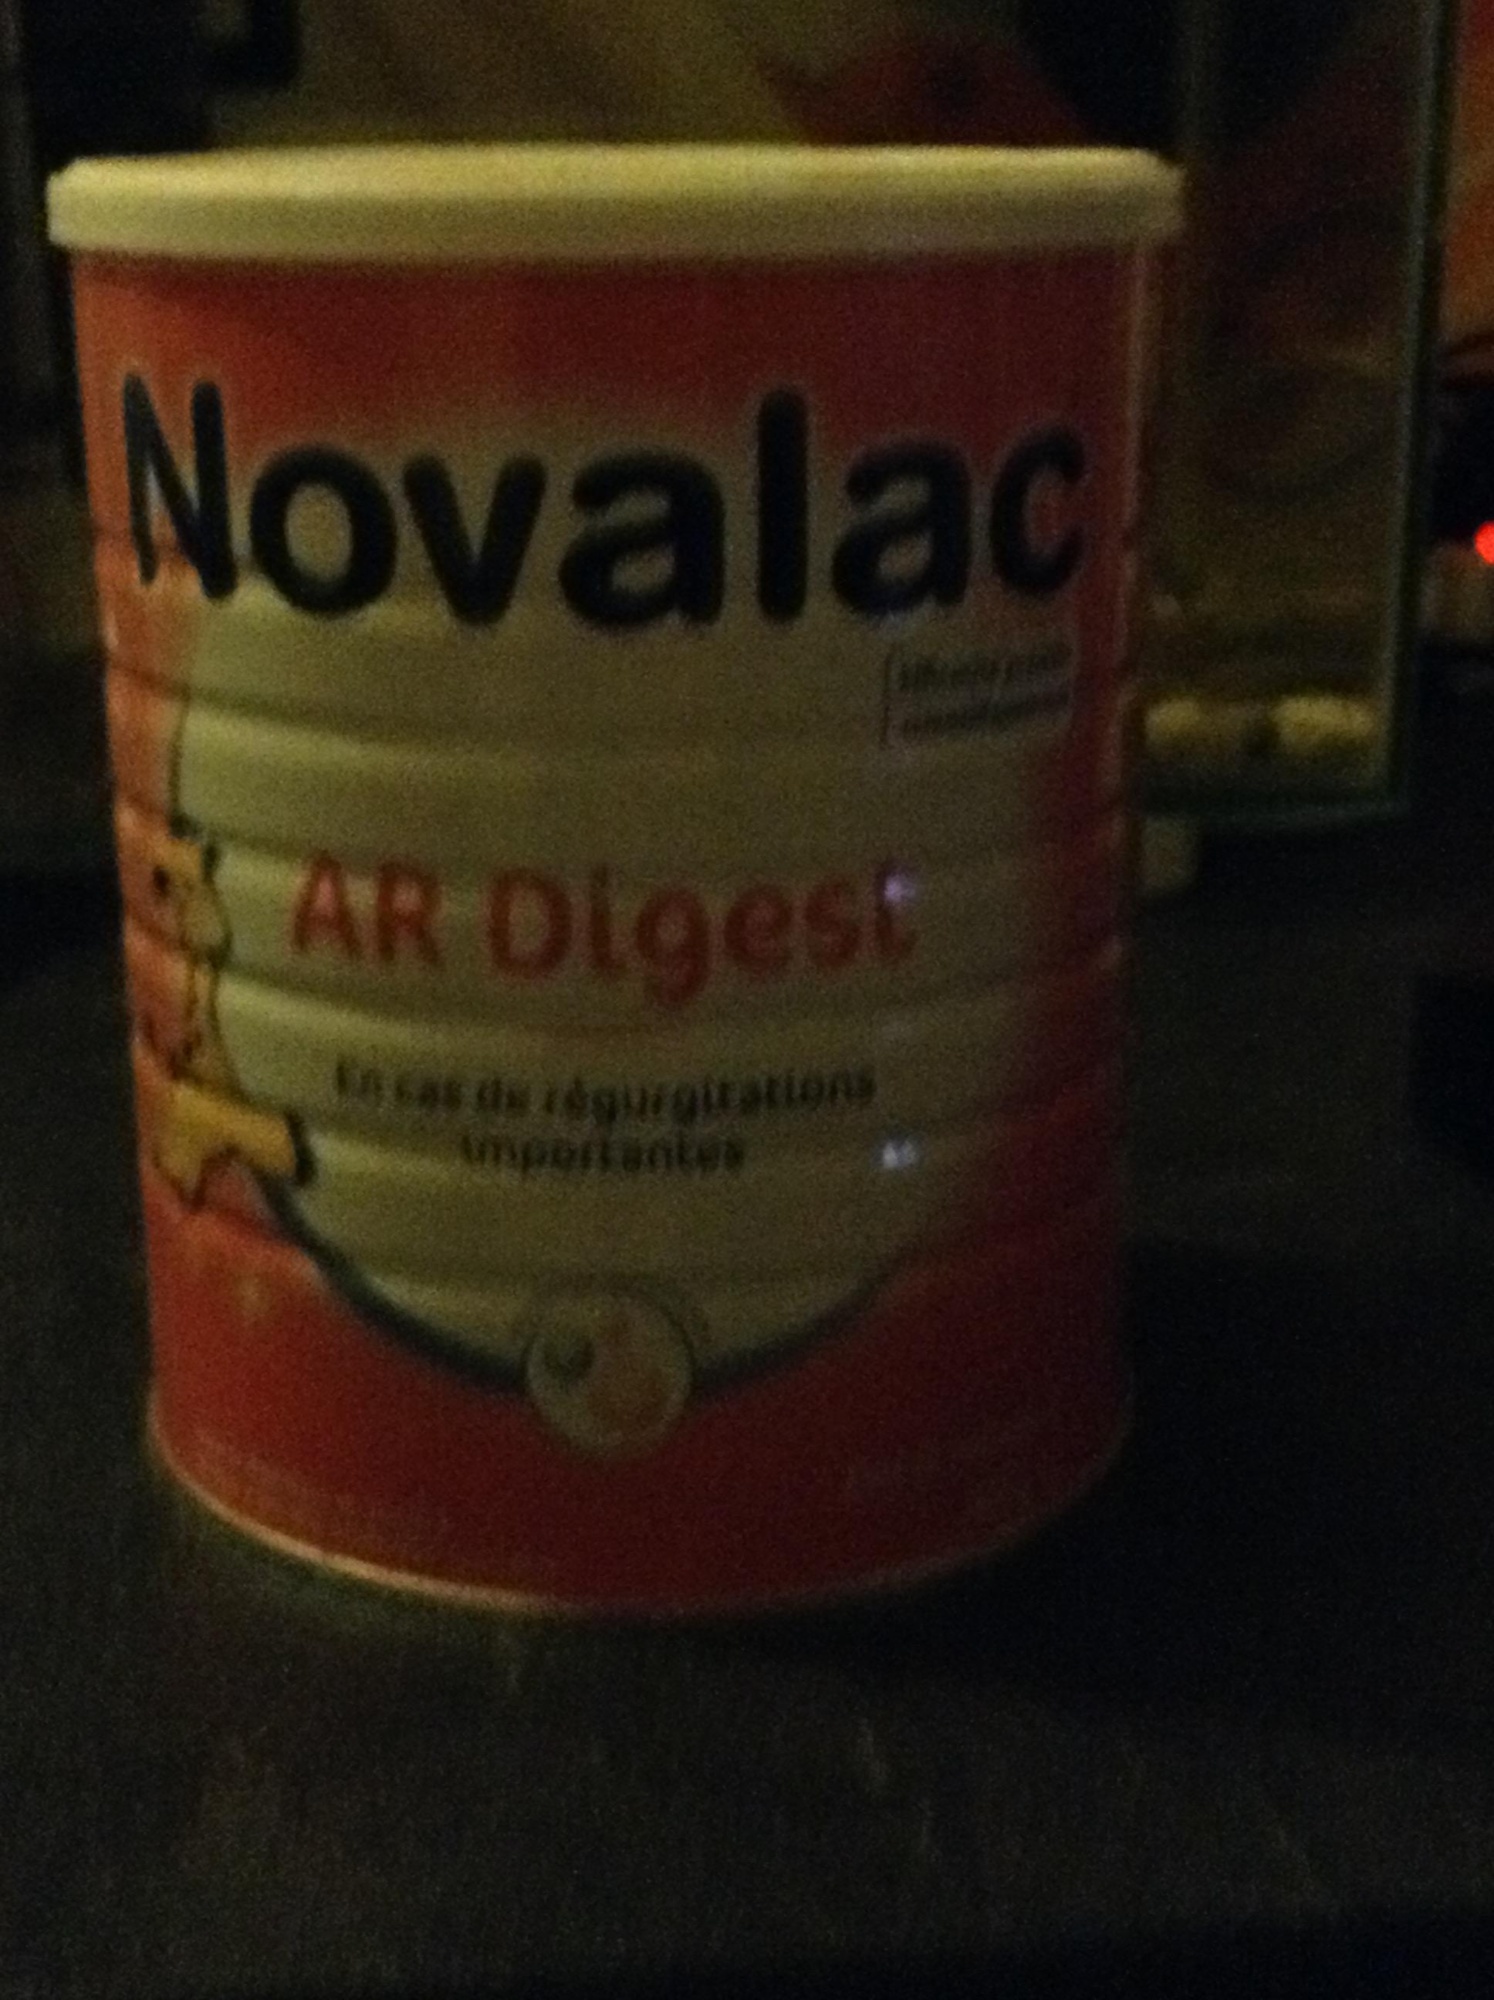 Novalac
AR Digest
En cas de régurgitations
importantes